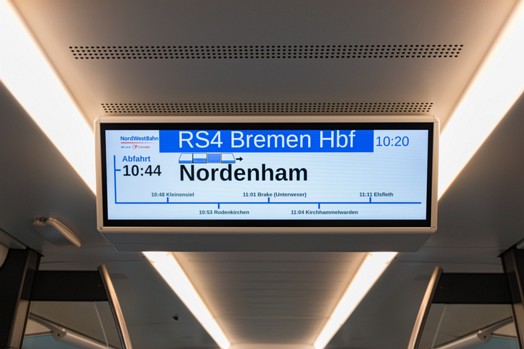 NordWestBahn
RS4 Bremen Hbf
10:20
Abfahrt
10:44
Nordenham
10:48 Kleinensiel
11:01 Brake (Unterweser)
11:11 Elsfleth
10:53 Rodenkirchen
11:04 Kirchhammelwarden